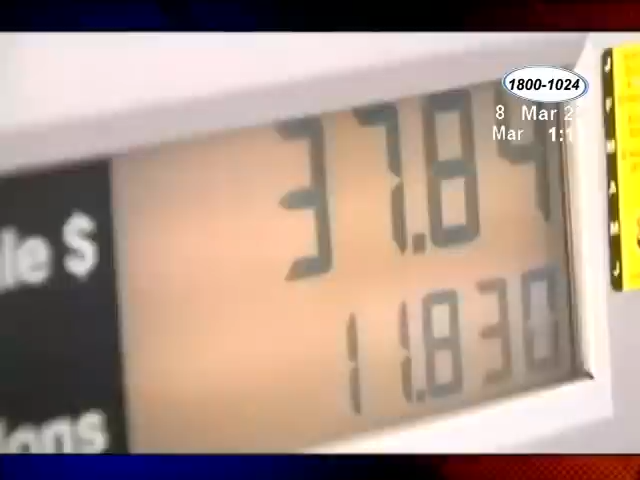 1800-1024
8 Mar
Mar
J F M A M J
le $
37.84
11.830
lons